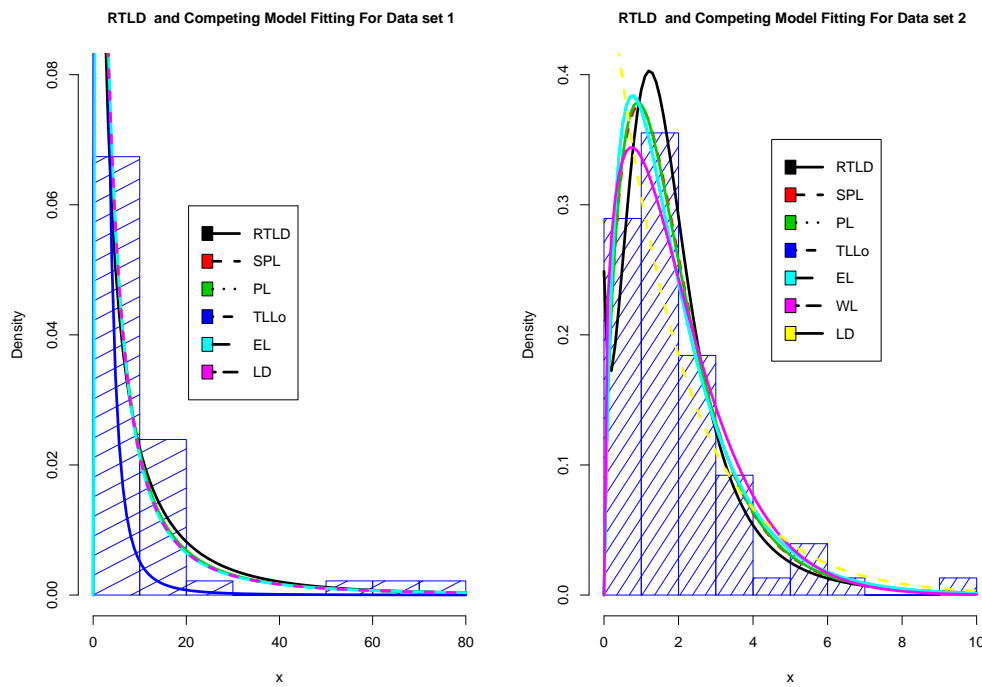 RTLD and Competing Model Fitting For Data set 1
Density
0.08
0.06
0.04
0.02
0.00
RTLD
SPL
PL
TLLo
EL
LD
0 20 40 60 80
x
RTLD and Competing Model Fitting For Data set 2
Density
0.4
0.3
0.2
0.1
0.0
RTLD
SPL
PL
TLLo
EL
WL
LD
0 2 4 6 8 10
x